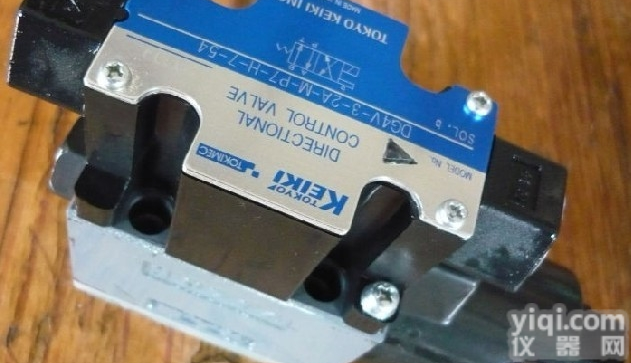 TOKYO
KEIKI
TOKIMEC
DIRECTIONAL
CONTROL VALVE
MODEL No.
DG4V-3-2A-M-P7-H-7-54
SOL. b
TOKYO KEIKI INC.
yiqi.com
仪器网